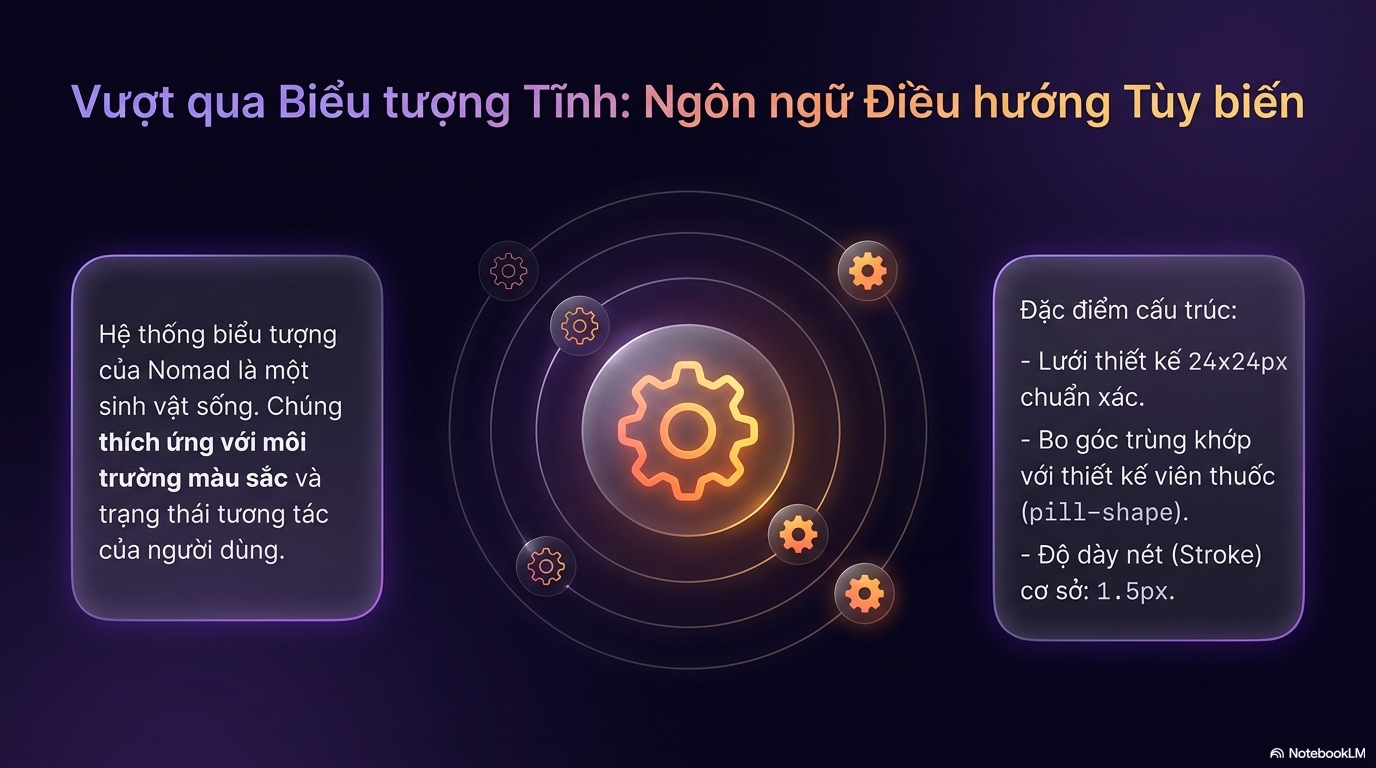 Vượt qua Biểu tượng Tĩnh: Ngôn ngữ Điều hướng Tùy biến
Hệ thống biểu tượng
của Nomad là một
sinh vật sống. Chúng
thích ứng với môi
trường màu sắc và
trạng thái tương tác
của người dùng.
Đặc điểm cấu trúc:
- Lưới thiết kế 24x24px
chuẩn xác.
- Bo góc trùng khớp
với thiết kế viên thuốc
(pill-shape).
- Độ dày nét (Stroke)
cơ sở: 1.5px.
NotebookLM